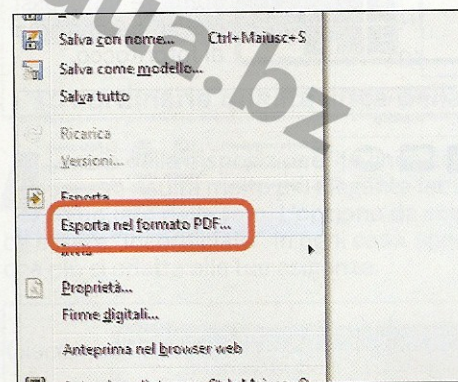 Salva con nome... Ctrl+Maiusc+S
Salva come modello...
Salva tutto
Ricarica
Versioni...
Esporta
Esporta nel formato PDF...
Invia
Proprietà...
Firme digitali...
Anteprima nel browser web